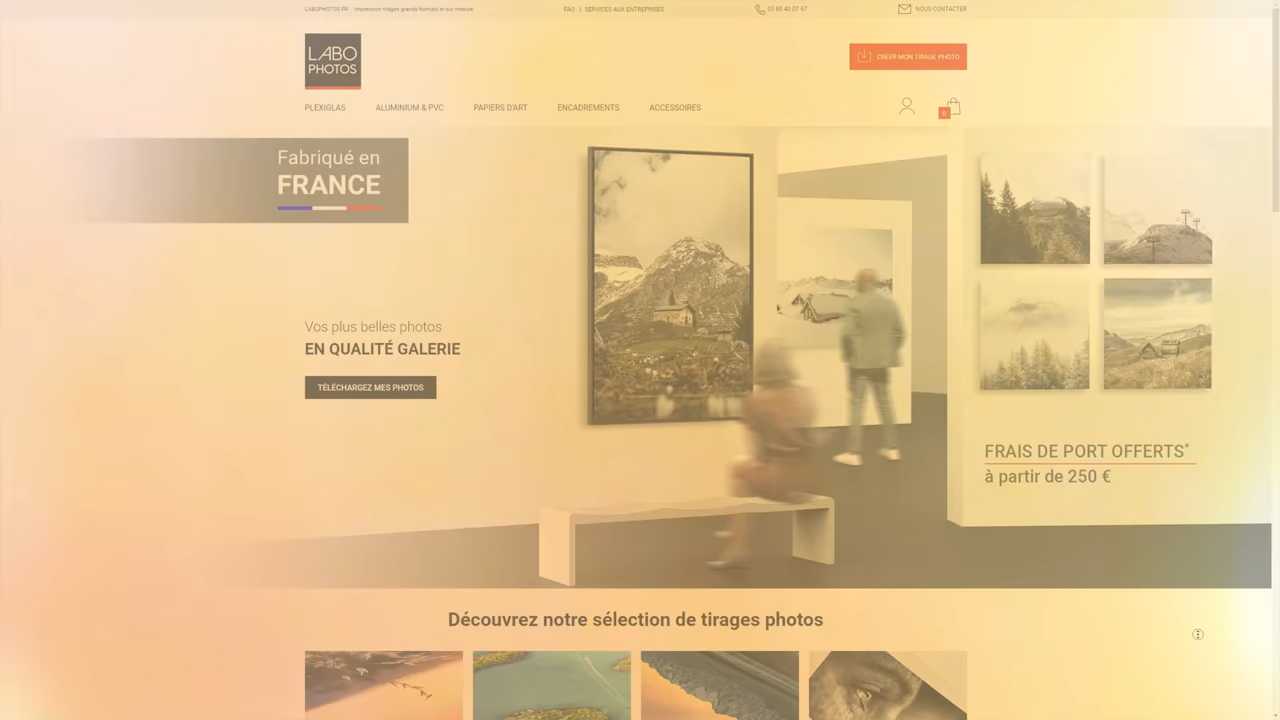 LABOPHOTOS.FR : Impression tirages grands formats et sur mesure
FAQ | SERVICES AUX ENTREPRISES
03 80 43 07 67
NOUS CONTACTER
LABO
PHOTOS
CRÉER MON TIRAGE PHOTO
PLEXIGLAS
ALUMINIUM & PVC
PAPIERS D'ART
ENCADREMENTS
ACCESSOIRES
0
Fabriqué en
FRANCE
Vos plus belles photos
EN QUALITÉ GALERIE
TÉLÉCHARGEZ MES PHOTOS
FRAIS DE PORT OFFERTS*
à partir de 250 €
Découvrez notre sélection de tirages photos